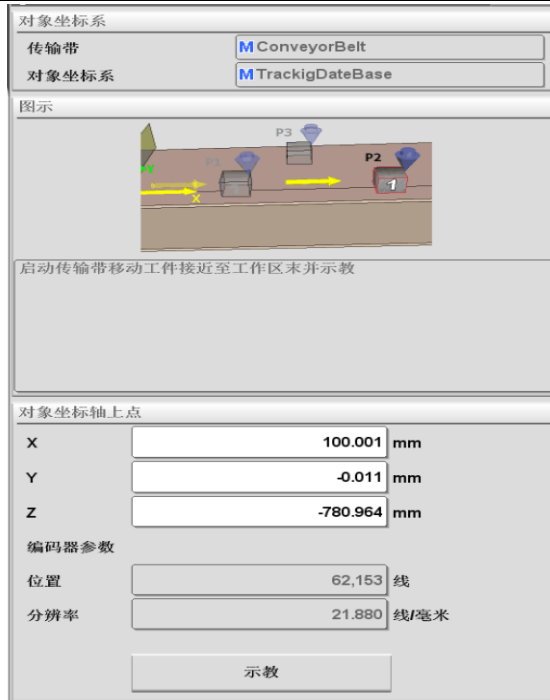 对象坐标系
传输带 M ConveyorBelt
对象坐标系 M TrackigDateBase
图示
P3
P1
P2
Y
1
X
启动传输带移动工件接近至工作区末并示教
对象坐标轴上点
X 100.001 mm
Y -0.011 mm
Z -780.964 mm
编码器参数
位置 62,153 线
分辨率 21.880 线/毫米
示教